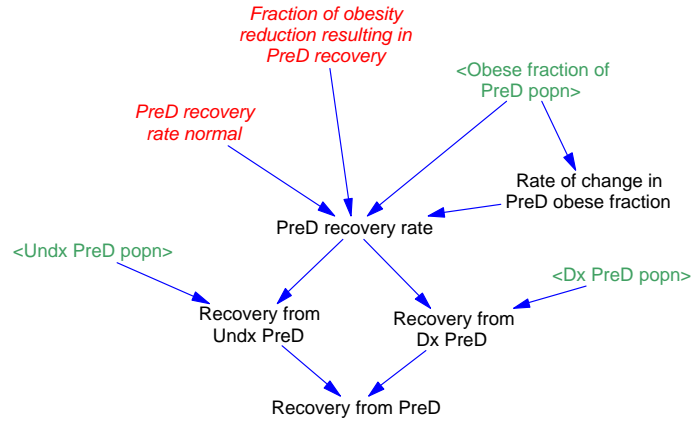 Fraction of obesity
reduction resulting in
PreD recovery
<Obese fraction of
PreD popn>
PreD recovery
rate normal
Rate of change in
PreD obese fraction
PreD recovery rate
<Undx PreD popn>
<Dx PreD popn>
Recovery from
Undx PreD
Recovery from
Dx PreD
Recovery from PreD